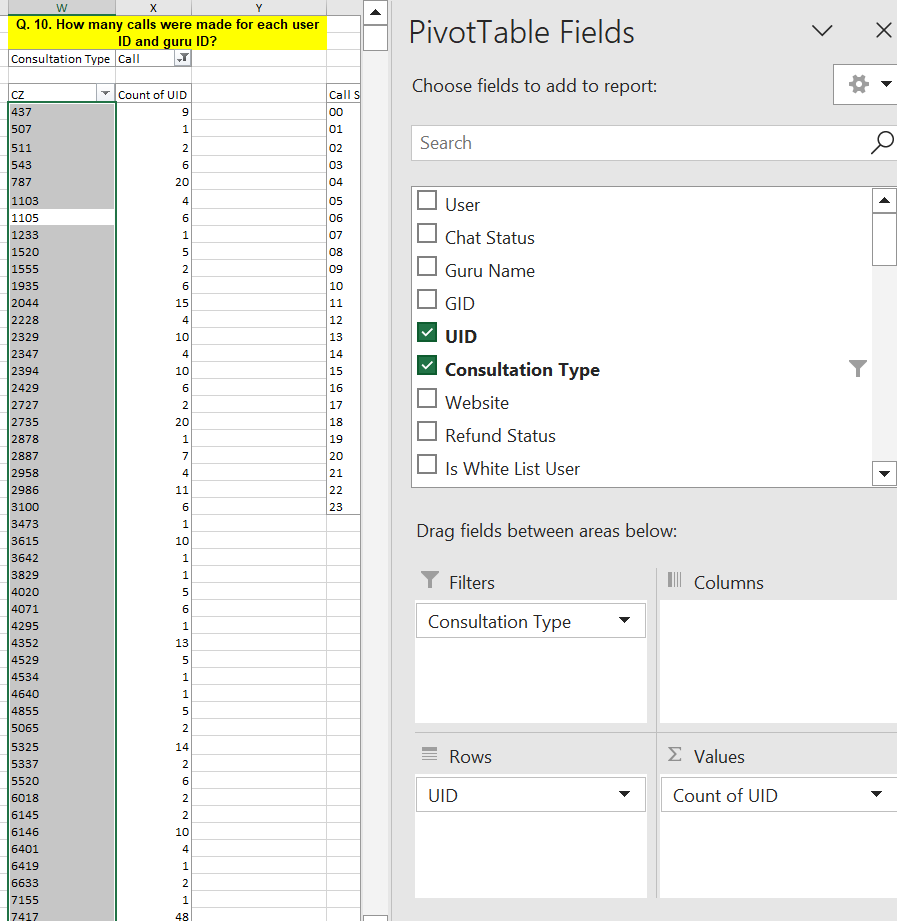 W X Y
Q. 10. How many calls were made for each user
ID and guru ID?
Consultation Type Call
CZ Count of UID Call S
437 9 00
507 1 01
511 2 02
543 6 03
787 20 04
1103 4 05
1105 6 06
1233 1 07
1520 5 08
1555 2 09
1935 6 10
2044 15 11
2228 4 12
2329 10 13
2347 4 14
2394 10 15
2429 6 16
2727 2 17
2735 20 18
2878 1 19
2887 7 20
2958 4 21
2986 11 22
3100 6 23
3473 1
3615 10
3642 1
3829 1
4020 5
4071 6
4295 1
4352 13
4529 5
4534 1
4640 1
4855 5
5065 2
5325 14
5337 2
5520 6
6018 2
6145 2
6146 10
6401 4
6419 1
6633 2
7155 1
7417 48
PivotTable Fields
Choose fields to add to report:
Search
User
Chat Status
Guru Name
GID
UID
Consultation Type
Website
Refund Status
Is White List User
Drag fields between areas below:
Filters
Consultation Type
Columns
Rows
UID
Σ Values
Count of UID